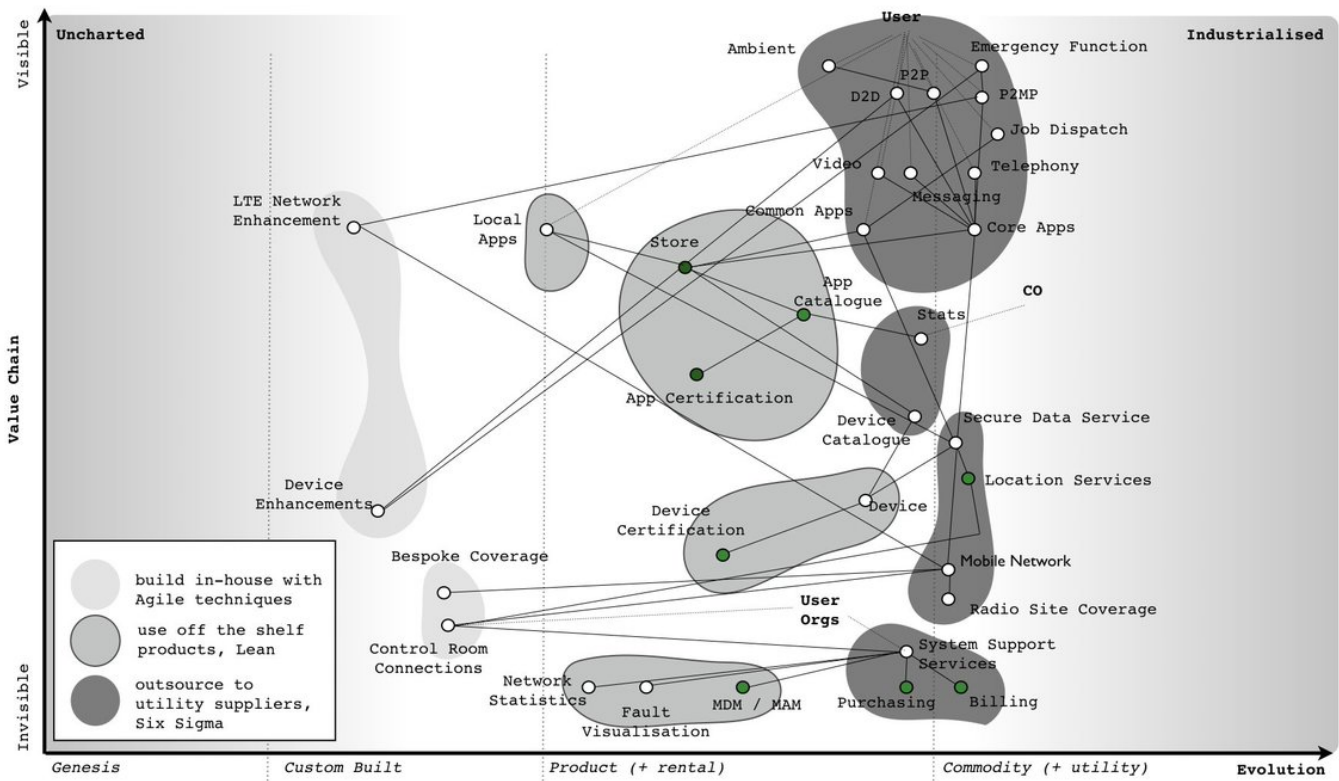 User
Visible
Uncharted
Industrialised
Ambient
Emergency Function
P2P
D2D
P2MP
Job Dispatch
Video
Telephony
Messaging
LTE Network
Enhancement
Local
Apps
Common Apps
Core Apps
Store
App
Catalogue
CO
Stats
Value Chain
App Certification
Device
Catalogue
Secure Data Service
Device
Enhancements
Location Services
Device
Device
Certification
Bespoke Coverage
Mobile Network
build in-house with
Agile techniques
User
Orgs
Radio Site Coverage
use off the shelf
products, Lean
Control Room
Connections
System Support
Services
outsource to
utility suppliers,
Six Sigma
Network
Statistics
Fault
Visualisation
MDM / MAM
Purchasing
Billing
Invisible
Genesis
Custom Built
Product (+ rental)
Commodity (+ utility)
Evolution